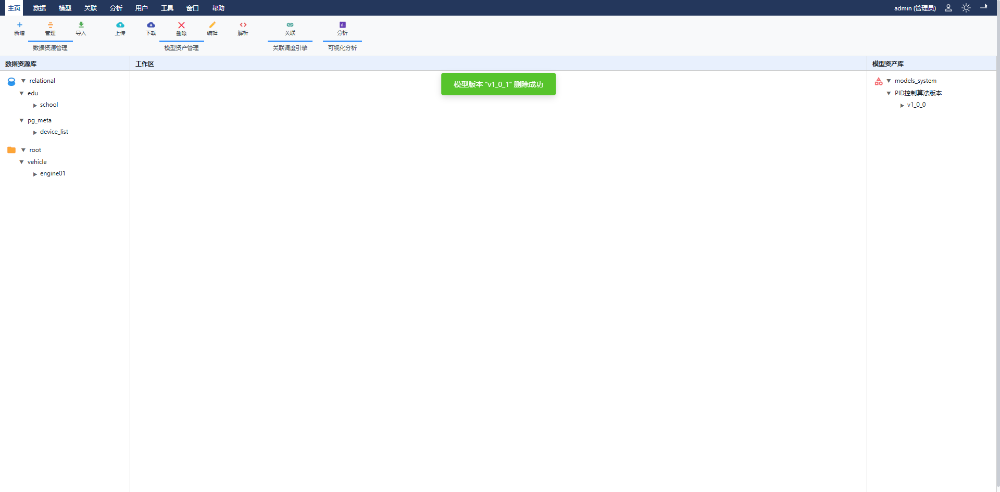 主页 数据 模型 关联 分析 用户 工具 窗口 帮助 admin (管理员)
新增 管理 导入 上传 下载 删除 编辑 解析 关联 分析
数据资源管理 模型资产管理 关联调度引擎 可视化分析
数据资源库 工作区 模型资产库
模型版本 "v1_0_1" 删除成功
relational
edu
school
pg_meta
device_list
root
vehicle
engine01
models_system
PID控制算法版本
v1_0_0